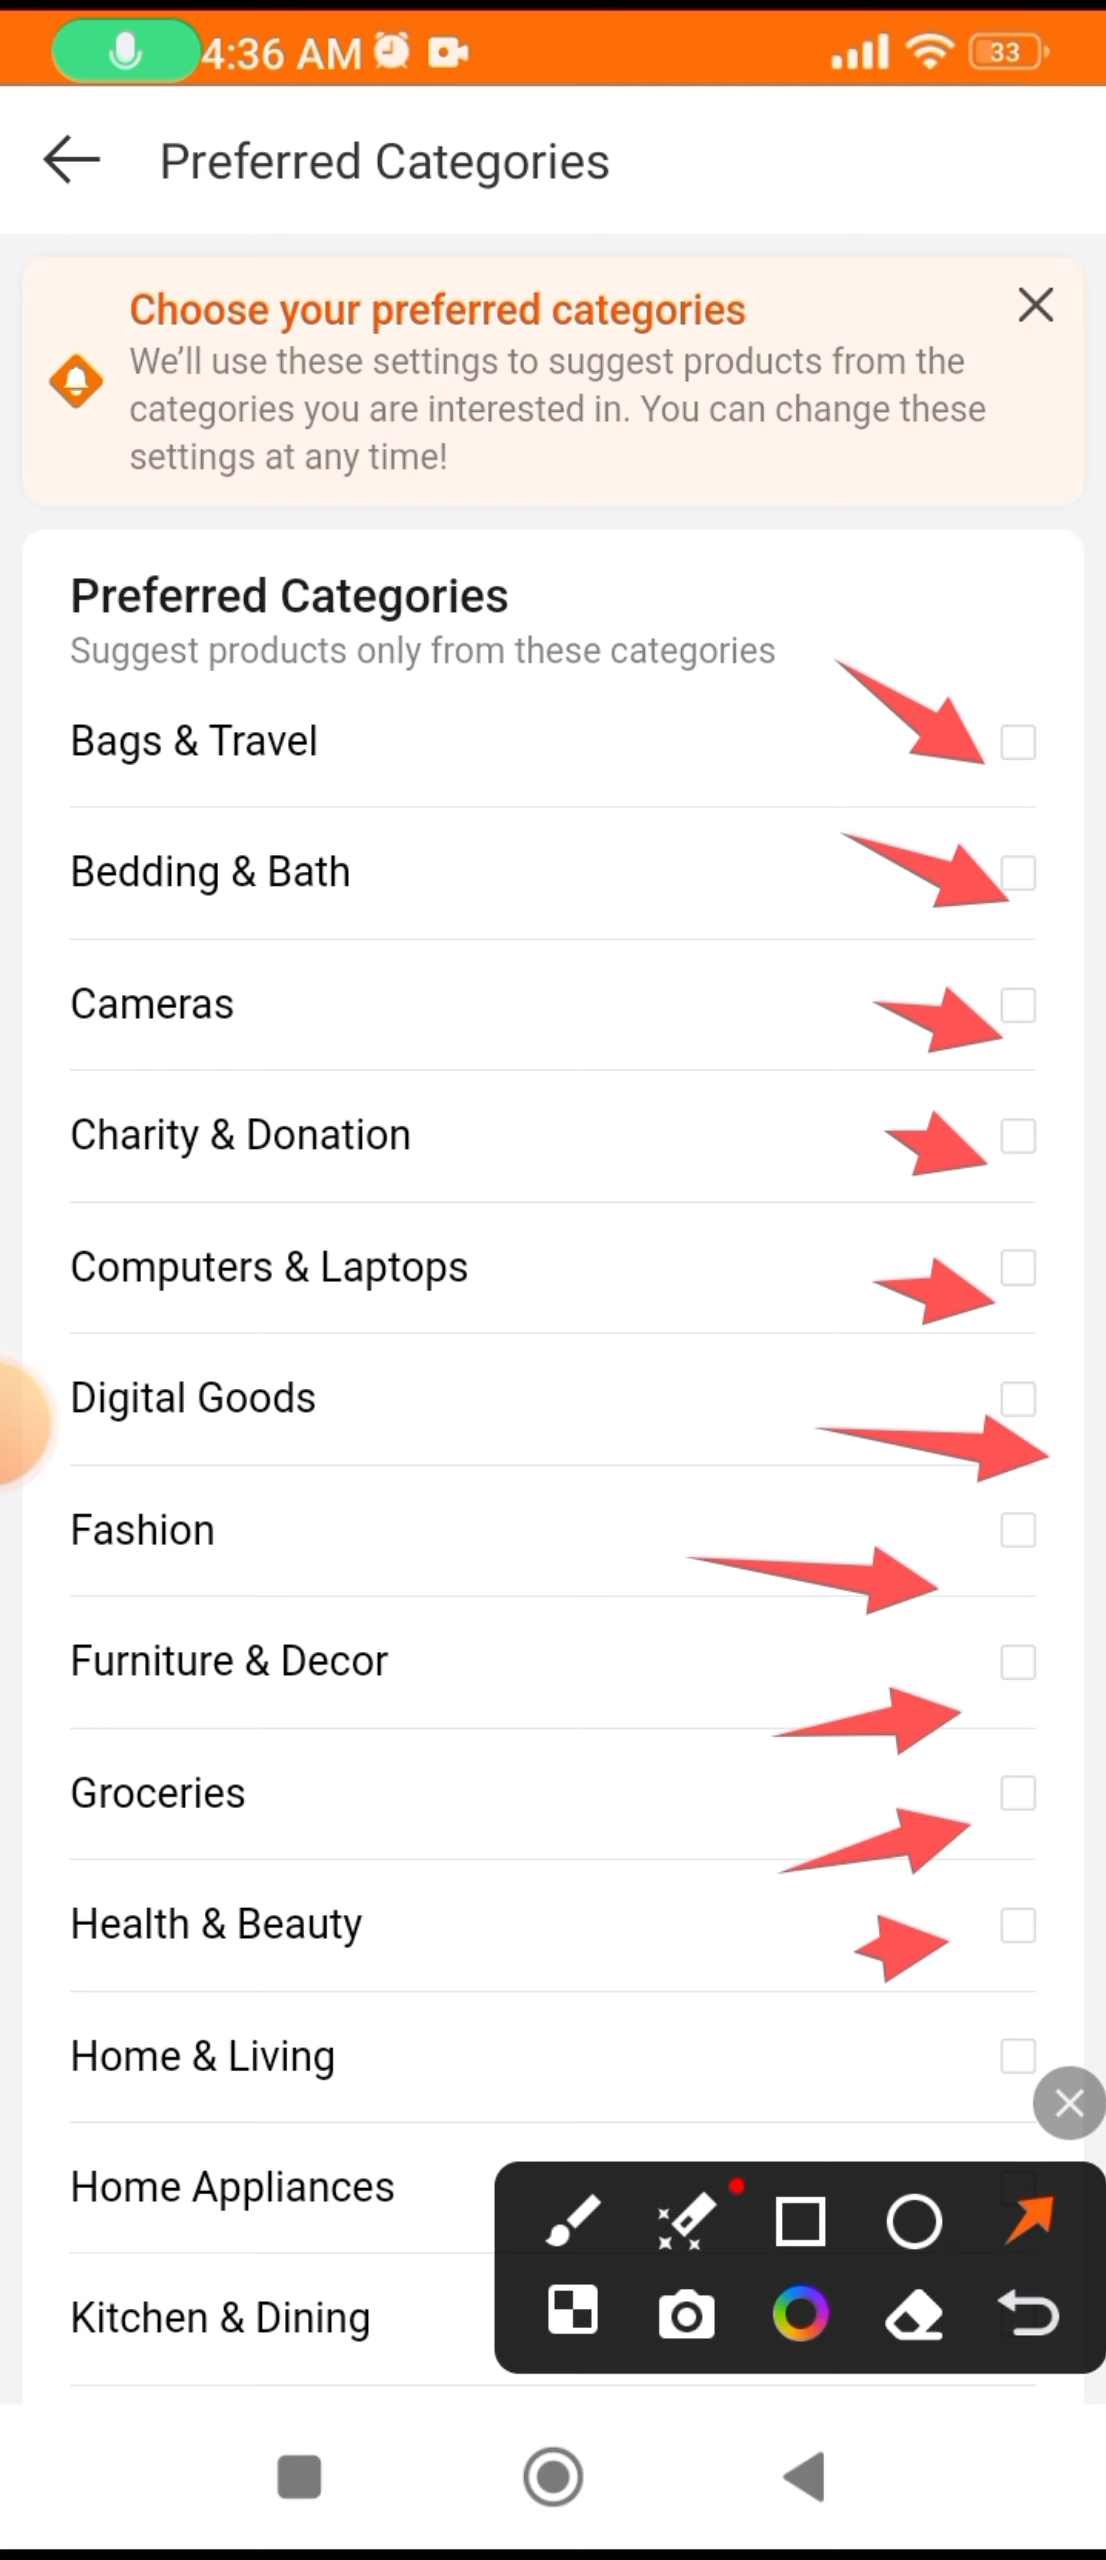 4:36 AM
33
Preferred Categories
Choose your preferred categories
We’ll use these settings to suggest products from the
categories you are interested in. You can change these
settings at any time!
Preferred Categories
Suggest products only from these categories
Bags & Travel
Bedding & Bath
Cameras
Charity & Donation
Computers & Laptops
Digital Goods
Fashion
Furniture & Decor
Groceries
Health & Beauty
Home & Living
Home Appliances
Kitchen & Dining